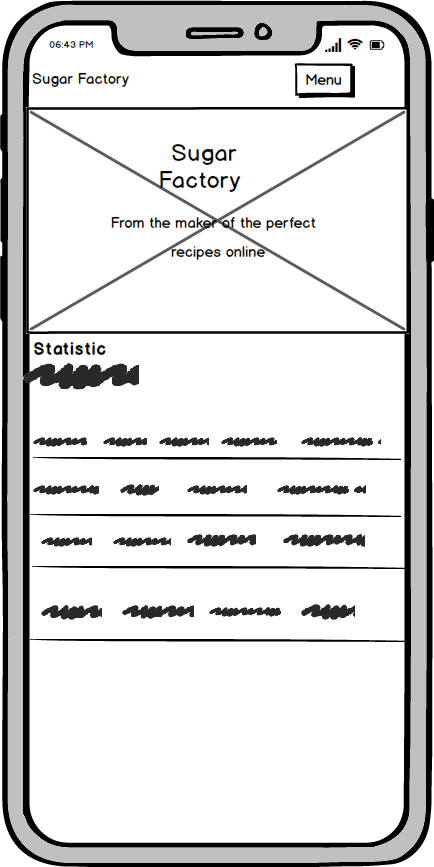 06:43 PM
Sugar Factory
Menu
Sugar
Factory
From the maker of the perfect
recipes online
Statistic